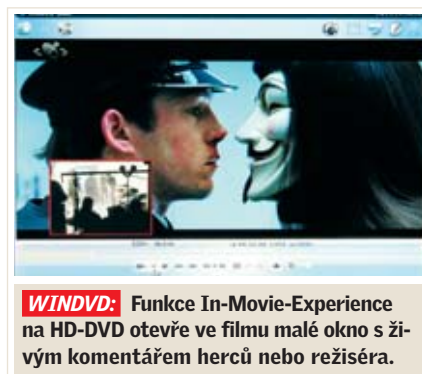 WINDVD: Funkce In-Movie-Experience
na HD-DVD otevře ve filmu malé okno s ži-
vým komentářem herců nebo režiséra.